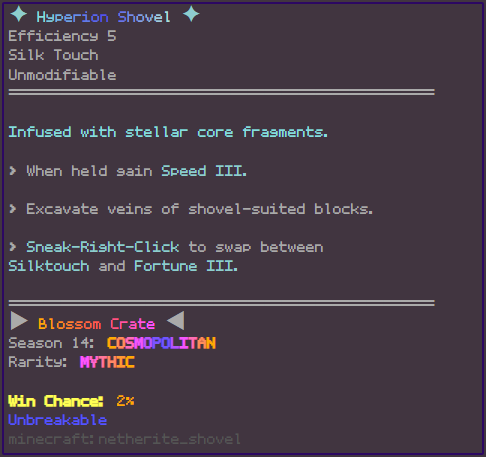 ✦ Hyperion Shovel ✦
Efficiency 5
Silk Touch
Unmodifiable
Infused with stellar core fragments.
> When held gain Speed III.
> Excavate veins of shovel-suited blocks.
> Sneak-Right-Click to swap between
Silktouch and Fortune III.
▶ Blossom Crate ◀
Season 14: COSMOPOLITAN
Rarity: MYTHIC
Win Chance: 2%
Unbreakable
minecraft:netherite_shovel